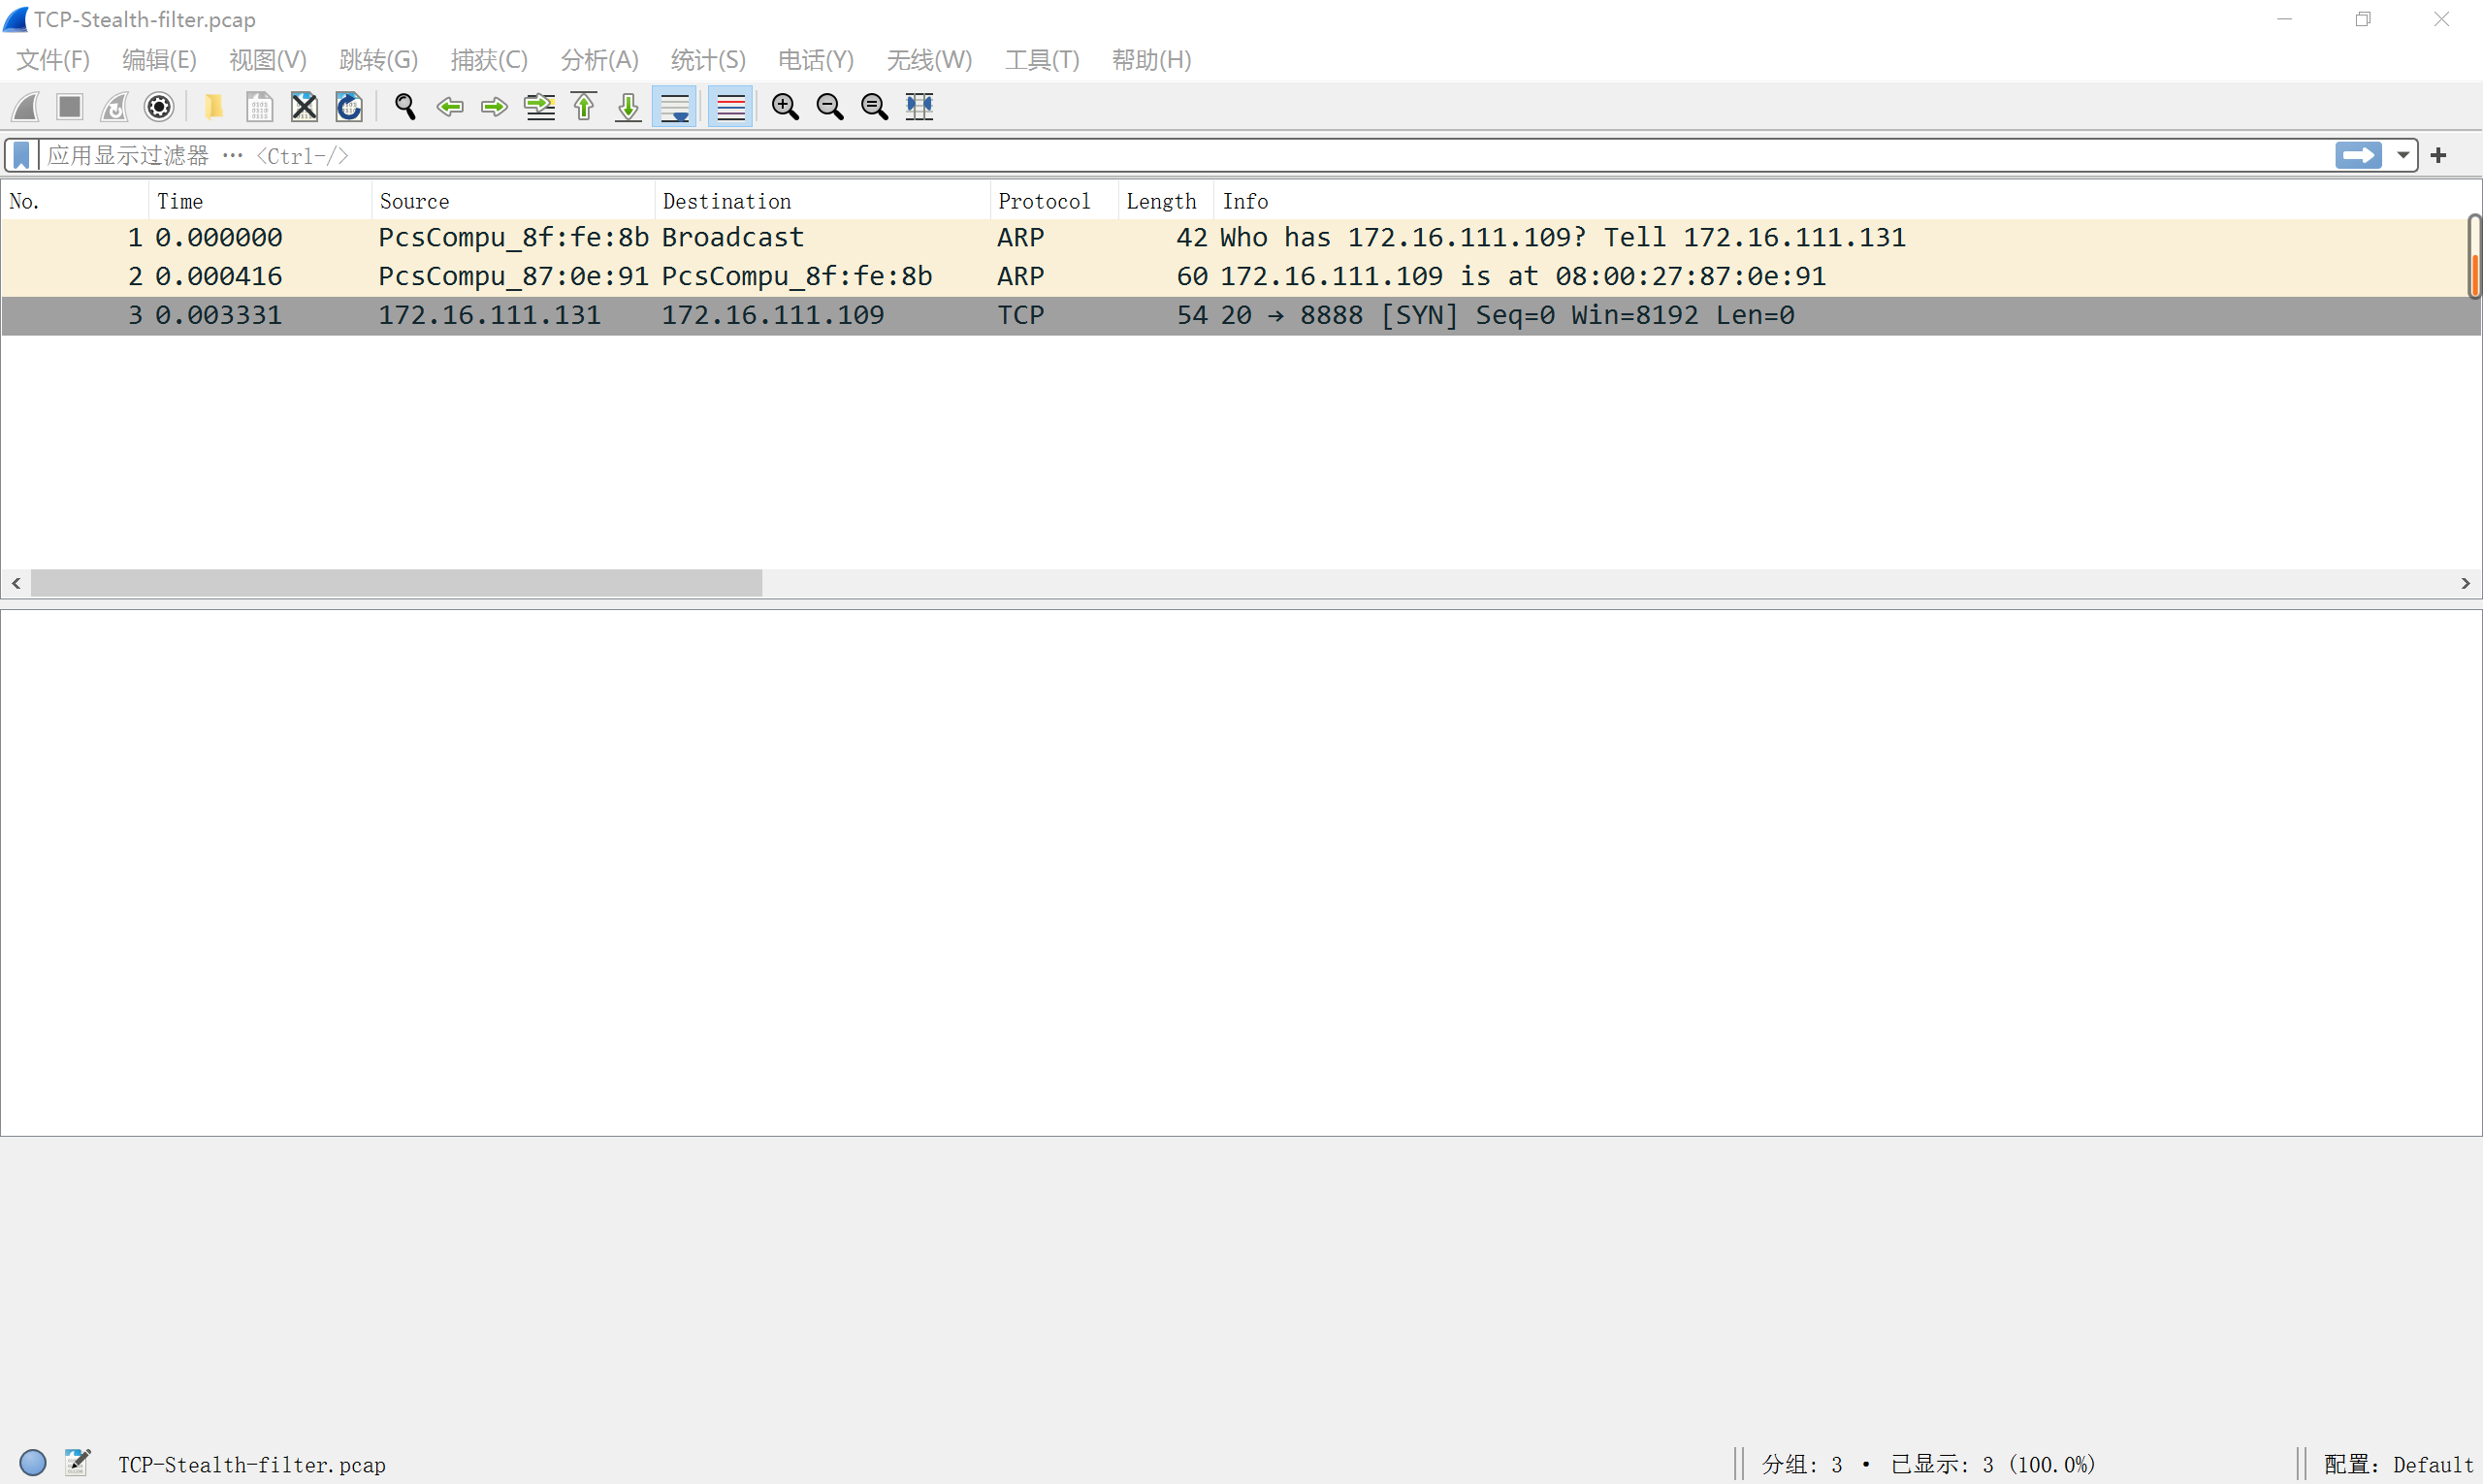 TCP-Stealth-filter.pcap
文件(F) 编辑(E) 视图(V) 跳转(G) 捕获(C) 分析(A) 统计(S) 电话(Y) 无线(W) 工具(T) 帮助(H)
应用显示过滤器 … <Ctrl-/>
No. Time Source Destination Protocol Length Info
1 0.000000 PcsCompu_8f:fe:8b Broadcast ARP 42 Who has 172.16.111.109? Tell 172.16.111.131
2 0.000416 PcsCompu_87:0e:91 PcsCompu_8f:fe:8b ARP 60 172.16.111.109 is at 08:00:27:87:0e:91
3 0.003331 172.16.111.131 172.16.111.109 TCP 54 20 → 8888 [SYN] Seq=0 Win=8192 Len=0
TCP-Stealth-filter.pcap 分组: 3 · 已显示: 3 (100.0%) 配置: Default